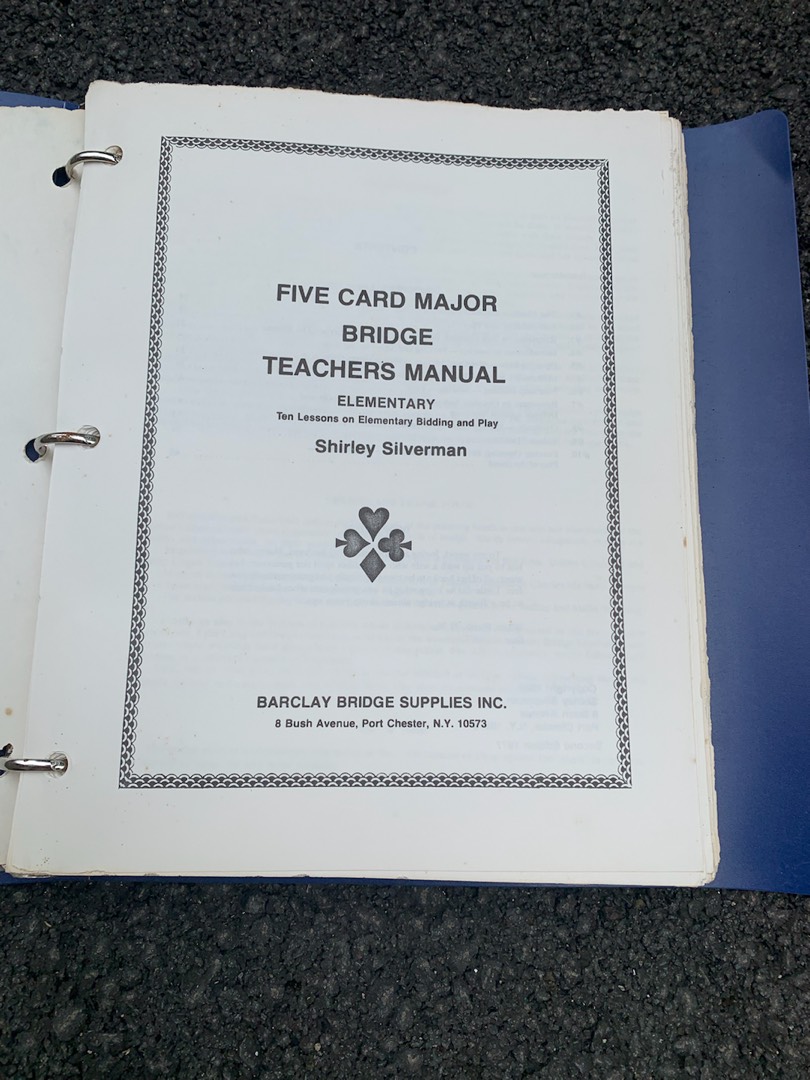 FIVE CARD MAJOR
BRIDGE
TEACHERS MANUAL
ELEMENTARY
Ten Lessons on Elementary Bidding and Play
Shirley Silverman
BARCLAY BRIDGE SUPPLIES INC.
8 Bush Avenue, Port Chester, N.Y. 10573